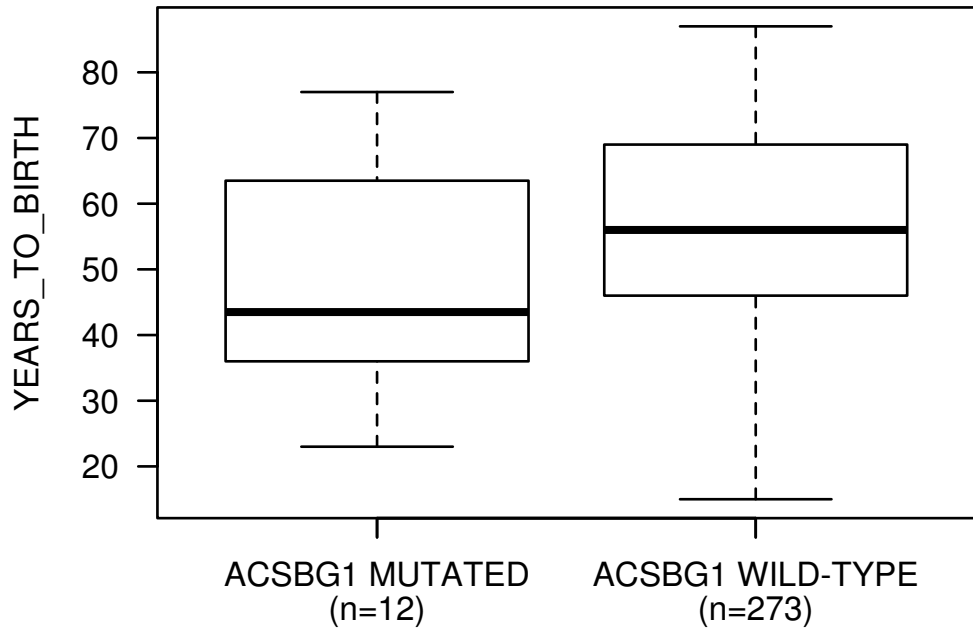 YEARS_TO_BIRTH
80
70
60
50
40
30
20
ACSBG1 MUTATED
(n=12)
ACSBG1 WILD-TYPE
(n=273)